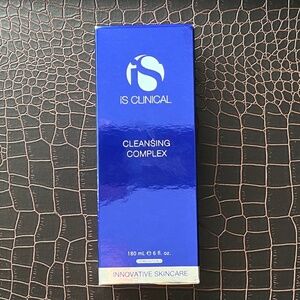 iS
iS CLINICAL
CLEANSING
COMPLEX
180 mL ℮ 6 fl. oz.
INNOVATIVE SKINCARE